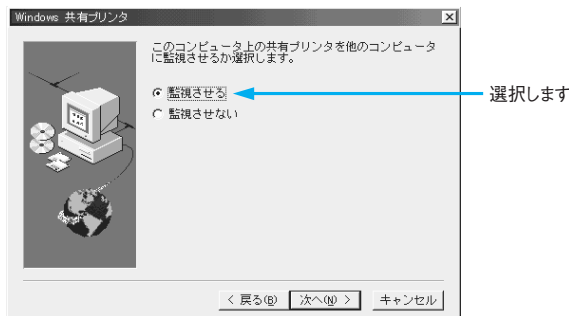 Windows 共有プリンタ
このコンピュータ上の共有プリンタを他のコンピュータ
に監視させるか選択します。
監視させる
選択します
監視させない
< 戻る(B)
次へ(N) >
キャンセル